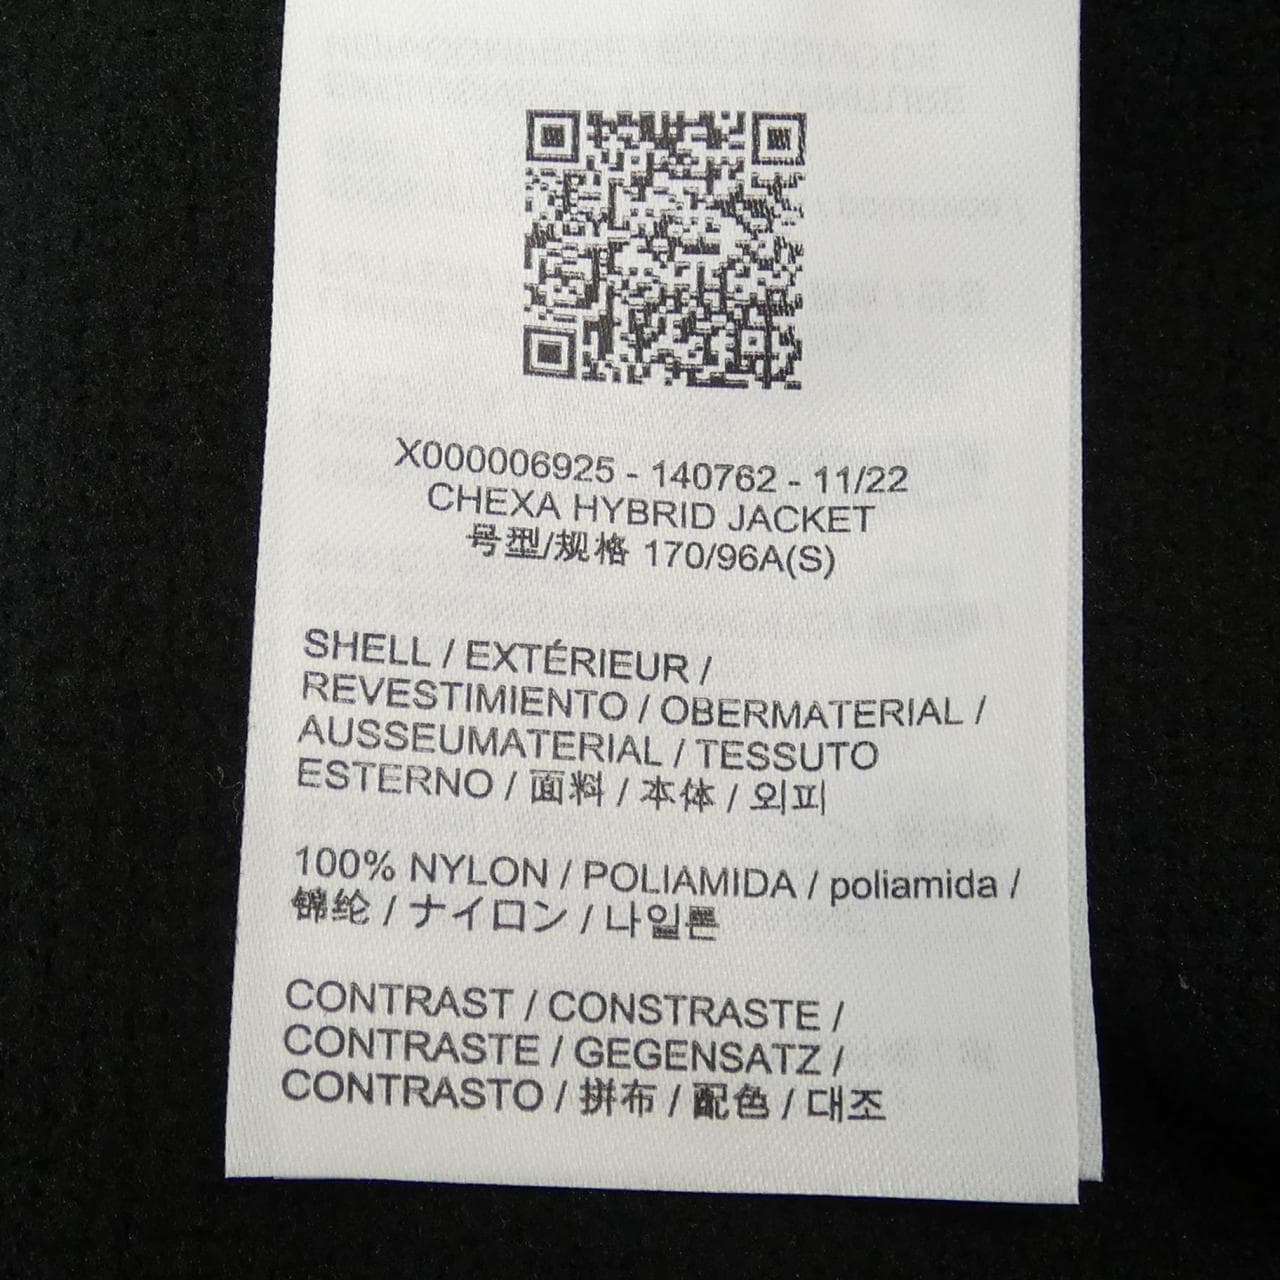 X000006925 - 140762 - 11/22
CHEXA HYBRID JACKET
号型/规格 170/96A(S)
SHELL / EXTÉRIEUR /
REVESTIMIENTO / OBERMATERIAL /
AUSSEUMATERIAL / TESSUTO
ESTERNO / 面料 / 本体 / 외피
100% NYLON / POLIAMIDA / poliamida /
锦纶 / ナイロン / 나일론
CONTRAST / CONSTRASTE /
CONTRASTE / GEGENSATZ /
CONTRASTO / 拼布 / 配色 / 대조